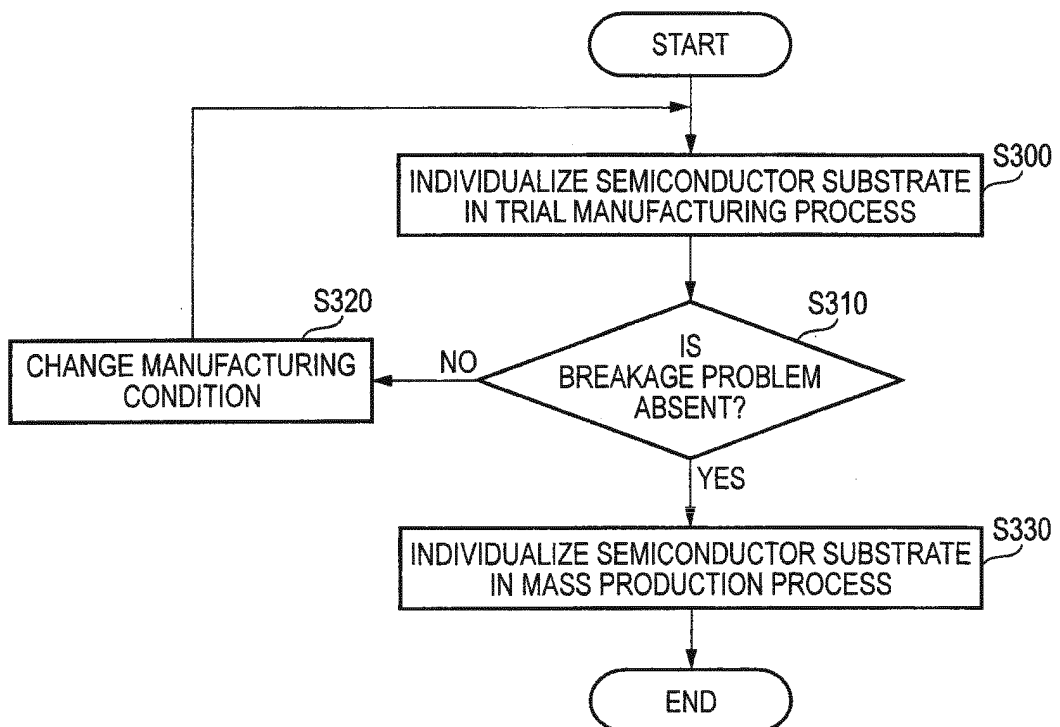 START
S300
INDIVIDUALIZE SEMICONDUCTOR SUBSTRATE
IN TRIAL MANUFACTURING PROCESS
S310
IS
BREAKAGE PROBLEM
ABSENT?
NO
S320
CHANGE MANUFACTURING
CONDITION
YES
S330
INDIVIDUALIZE SEMICONDUCTOR SUBSTRATE
IN MASS PRODUCTION PROCESS
END